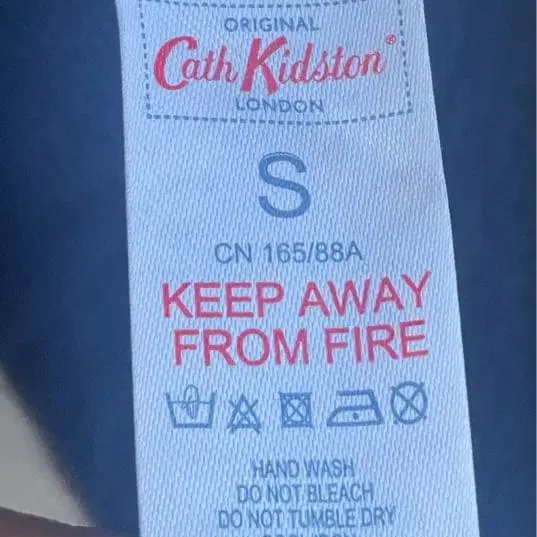 ORIGINAL
Cath Kidston®
LONDON
S
CN 165/88A
KEEP AWAY
FROM FIRE
HAND WASH
DO NOT BLEACH
DO NOT TUMBLE DRY